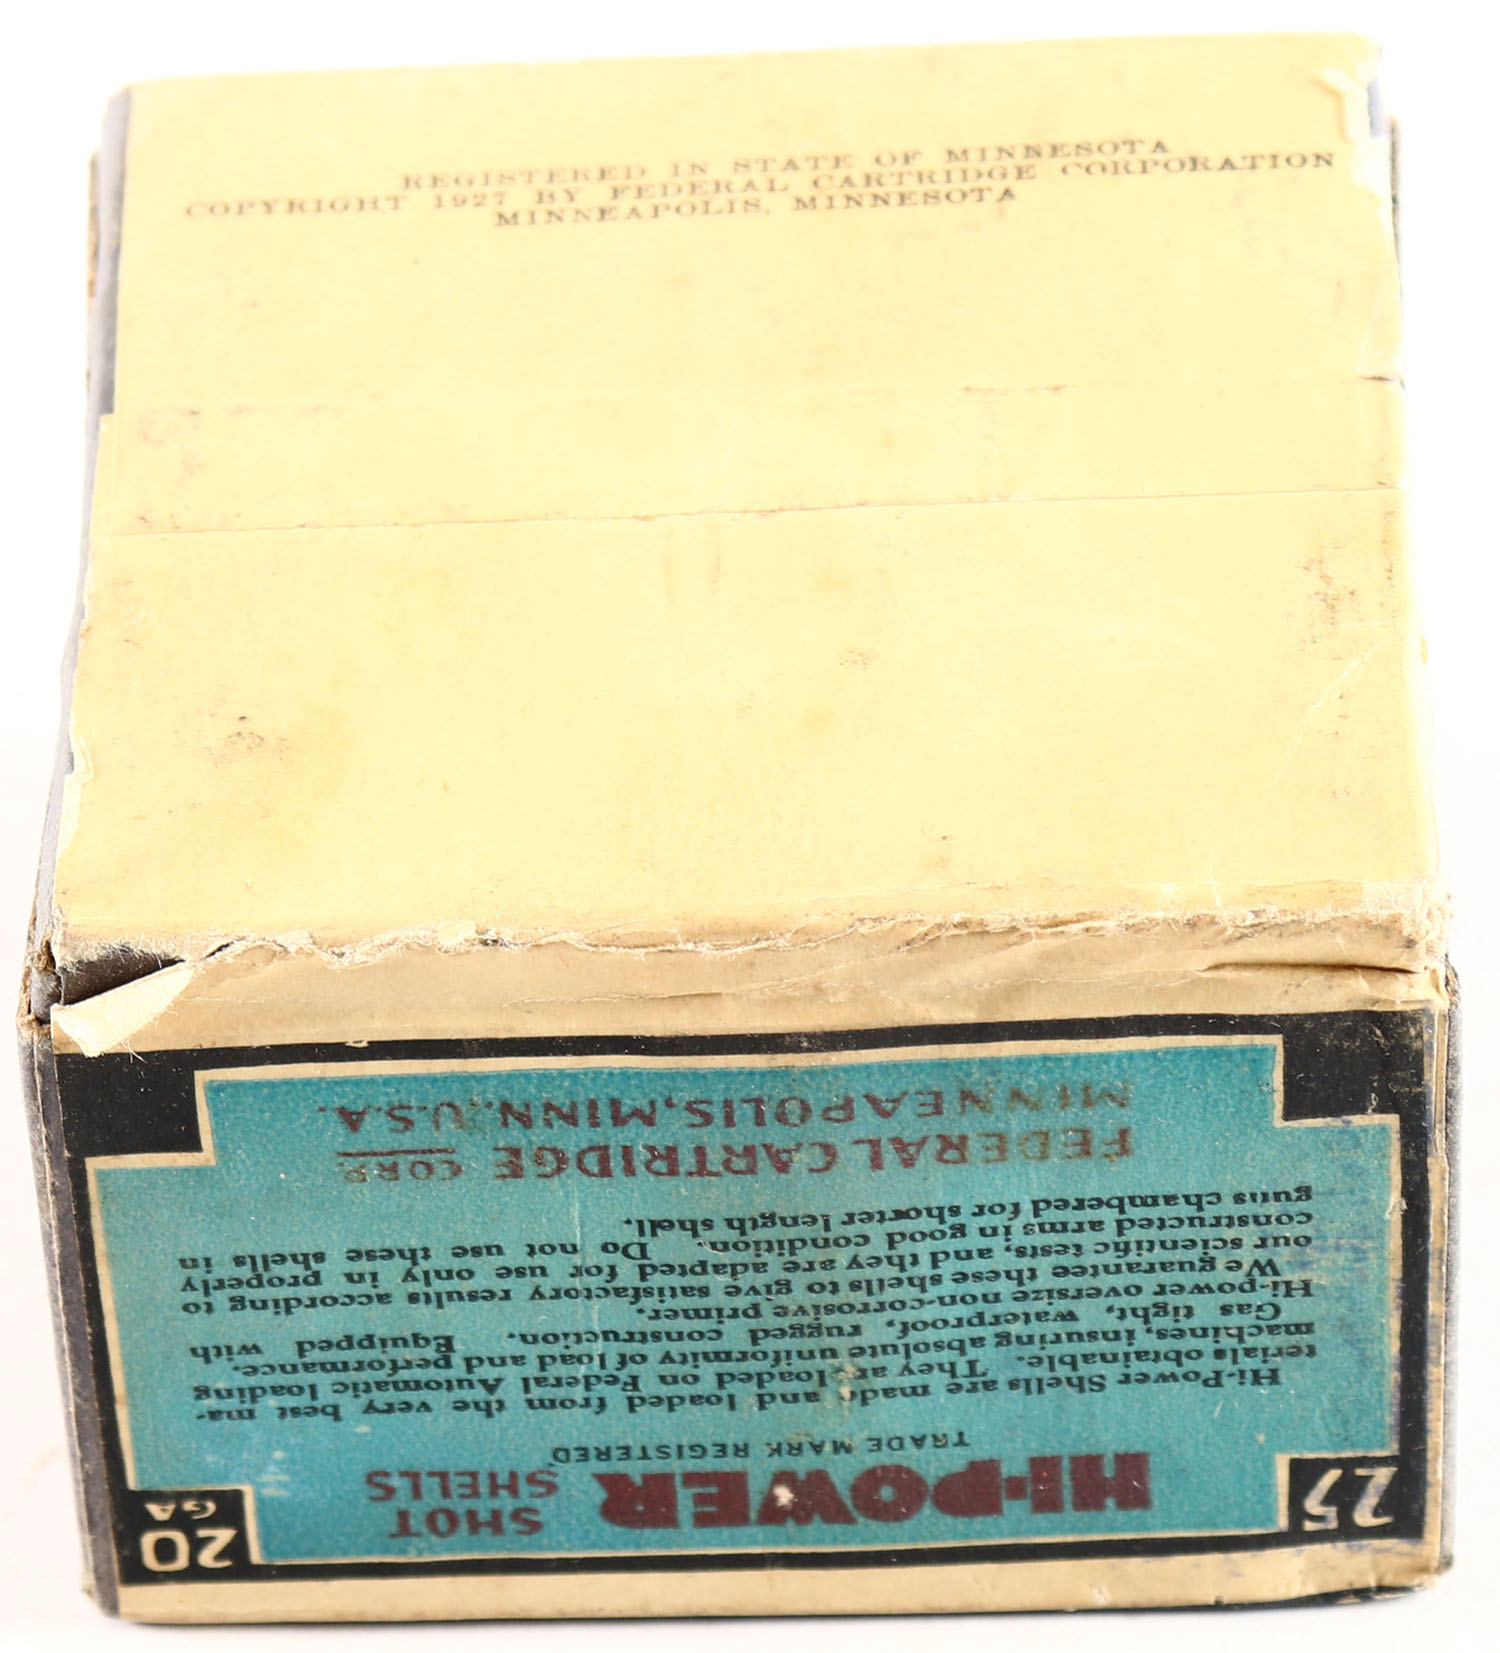 REGISTERED IN STATE OF MINNESOTA
COPYRIGHT 1927 BY FEDERAL CARTRIDGE CORPORATION
MINNEAPOLIS, MINNESOTA
25
HI-POWER
SHOT
SHELLS
20
GA
TRADE MARK REGISTERED
Hi-Power Shells are made and loaded from the very best ma-
terials obtainable. They are loaded on Federal Automatic loading
machines, insuring absolute uniformity of load and performance.
Gas tight, waterproof, rugged construction. Equipped with
Hi-power oversize non-corrosive primer.
We guarantee these shells to give satisfactory results according to
our scientific tests, and they are adapted for use only in properly
constructed arms in good condition. Do not use these shells in
guns chambered for shorter length shell.
FEDERAL CARTRIDGE CORP.
MINNEAPOLIS, MINN., U.S.A.